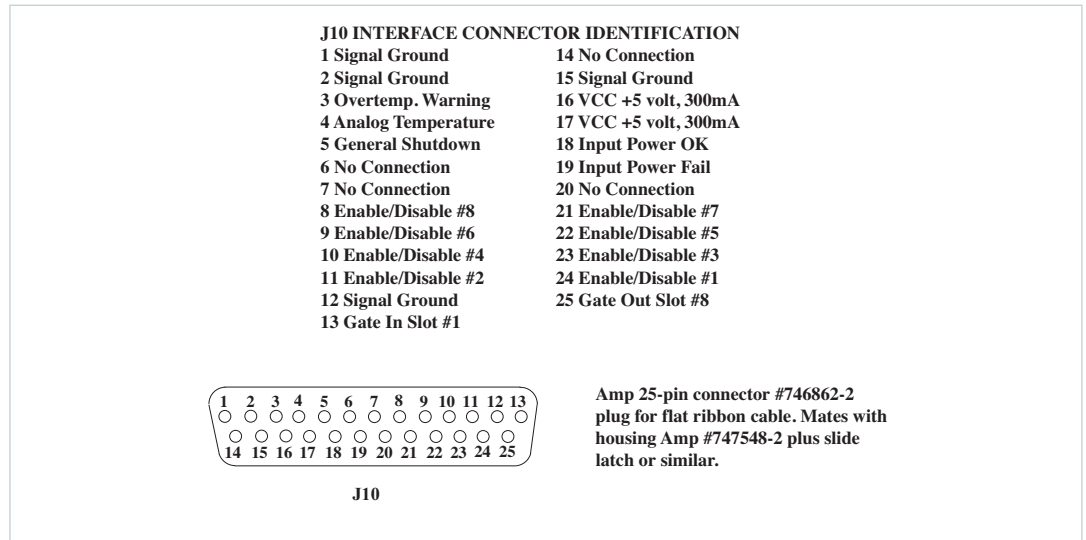 J10 INTERFACE CONNECTOR IDENTIFICATION
1 Signal Ground
2 Signal Ground
3 Overtemp. Warning
4 Analog Temperature
5 General Shutdown
6 No Connection
7 No Connection
8 Enable/Disable #8
9 Enable/Disable #6
10 Enable/Disable #4
11 Enable/Disable #2
12 Signal Ground
13 Gate In Slot #1
14 No Connection
15 Signal Ground
16 VCC +5 volt, 300mA
17 VCC +5 volt, 300mA
18 Input Power OK
19 Input Power Fail
20 No Connection
21 Enable/Disable #7
22 Enable/Disable #5
23 Enable/Disable #3
24 Enable/Disable #1
25 Gate Out Slot #8
1 2 3 4 5 6 7 8 9 10 11 12 13
14 15 16 17 18 19 20 21 22 23 24 25
J10
Amp 25-pin connector #746862-2
plug for flat ribbon cable. Mates with
housing Amp #747548-2 plus slide
latch or similar.